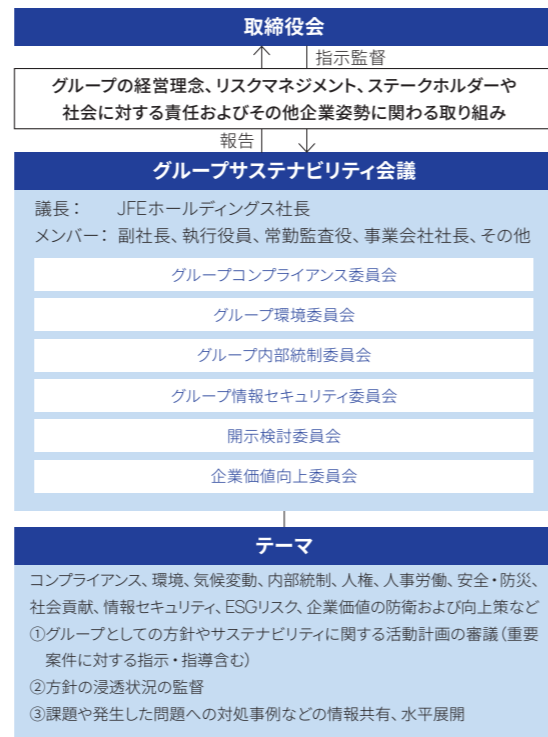 取締役会
指示監督
グループの経営理念、リスクマネジメント、ステークホルダーや
社会に対する責任およびその他企業姿勢に関わる取り組み
報告
グループサステナビリティ会議
議長： JFEホールディングス社長
メンバー： 副社長、執行役員、常勤監査役、事業会社社長、その他
グループコンプライアンス委員会
グループ環境委員会
グループ内部統制委員会
グループ情報セキュリティ委員会
開示検討委員会
企業価値向上委員会
テーマ
コンプライアンス、環境、気候変動、内部統制、人権、人事労働、安全・防災、
社会貢献、情報セキュリティ、ESGリスク、企業価値の防衛および向上策など
①グループとしての方針やサステナビリティに関する活動計画の審議（重要
案件に対する指示・指導含む）
②方針の浸透状況の監督
③課題や発生した問題への対処事例などの情報共有、水平展開